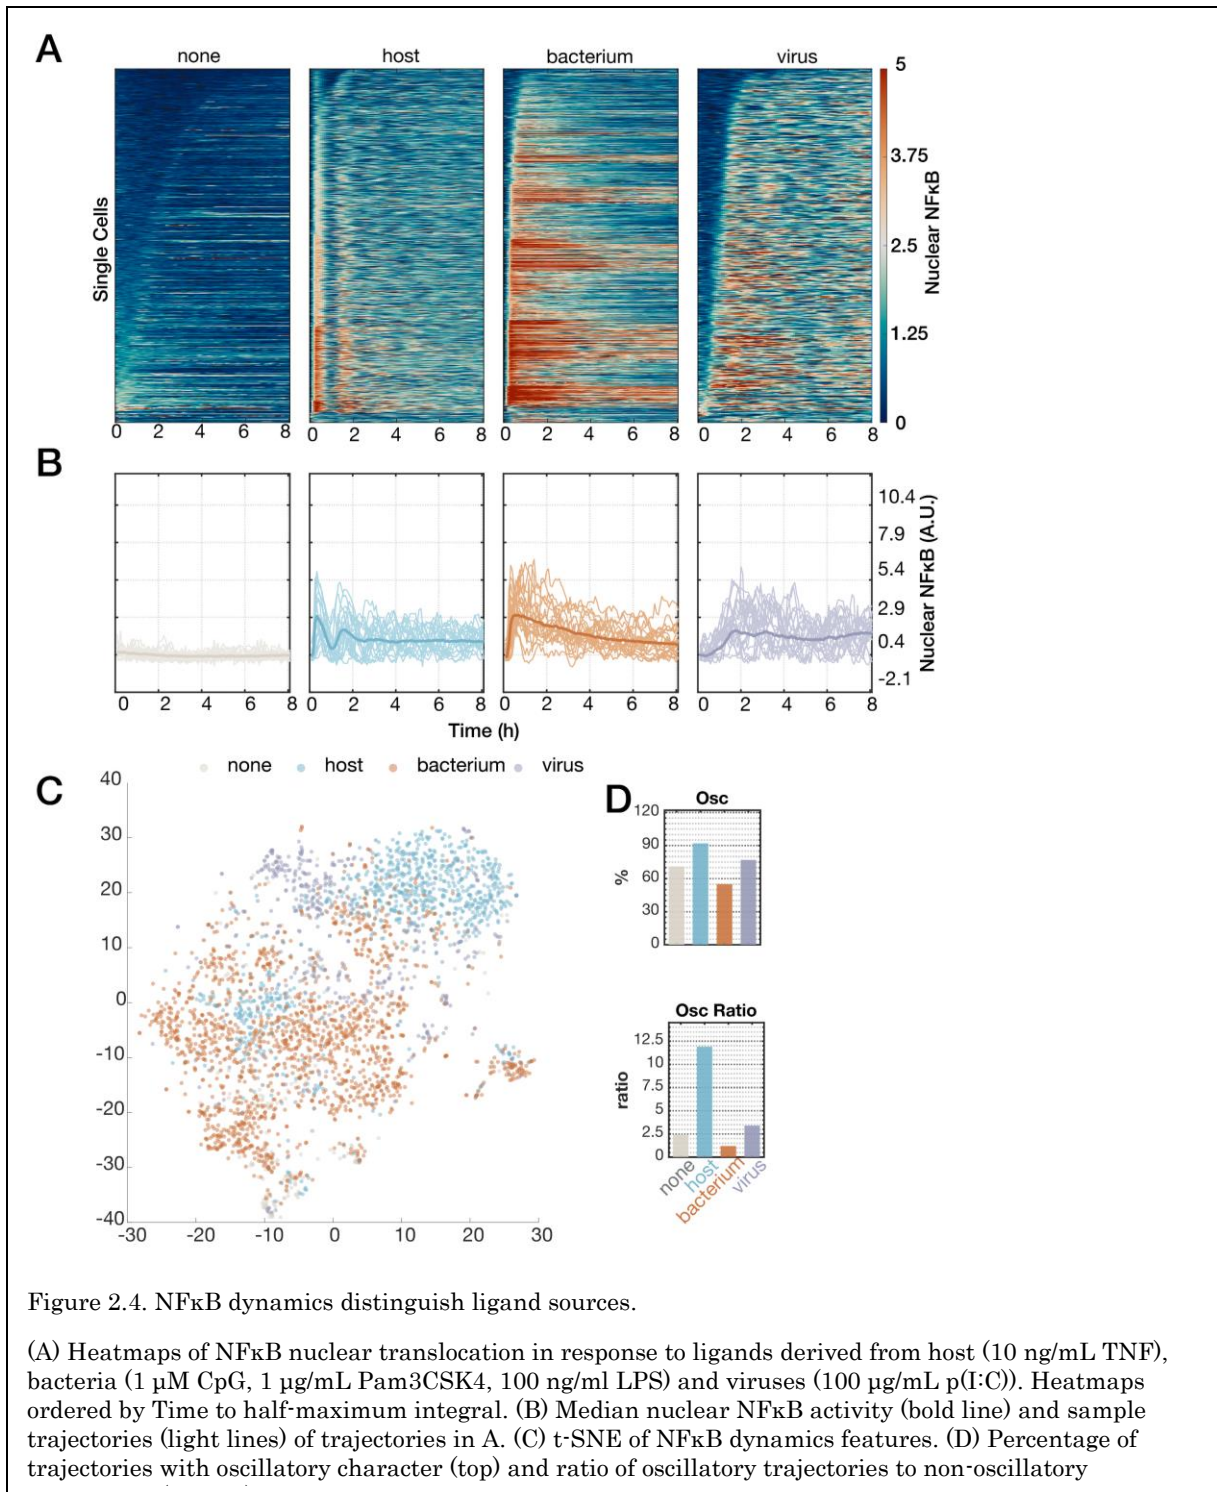 A
none host bacterium virus
Single Cells
5
3.75
2.5
1.25
0
Nuclear NFκB
0 2 4 6 8 0 2 4 6 8 0 2 4 6 8 0 2 4 6 8
B
10.4
7.9
5.4
2.9
0.4
-2.1
Nuclear NFκB (A.U.)
0 2 4 6 8 0 2 4 6 8 0 2 4 6 8 0 2 4 6 8
Time (h)
none host bacterium virus
C
40
30
20
10
0
-10
-20
-30
-40
-30 -20 -10 0 10 20 30
D
Osc
120
90
60
30
0
%
Osc Ratio
12.5
10
7.5
5
2.5
0
ratio
none
host
bacterium
virus
Figure 2.4. NFκB dynamics distinguish ligand sources.
(A) Heatmaps of NFκB nuclear translocation in response to ligands derived from host (10 ng/mL TNF),
bacteria (1 µM CpG, 1 µg/mL Pam3CSK4, 100 ng/ml LPS) and viruses (100 µg/mL p(I:C)). Heatmaps
ordered by Time to half-maximum integral. (B) Median nuclear NFκB activity (bold line) and sample
trajectories (light lines) of trajectories in A. (C) t-SNE of NFκB dynamics features. (D) Percentage of
trajectories with oscillatory character (top) and ratio of oscillatory trajectories to non-oscillatory